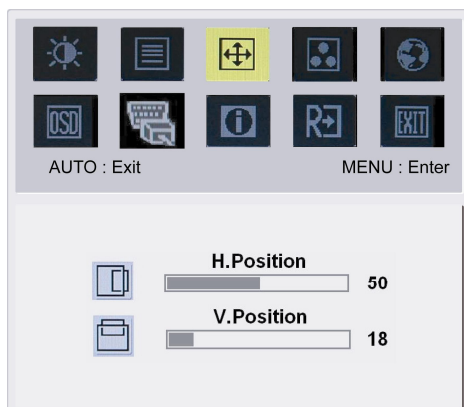 OSD
R
EXIT
AUTO : Exit
MENU : Enter
H.Position
50
V.Position
18